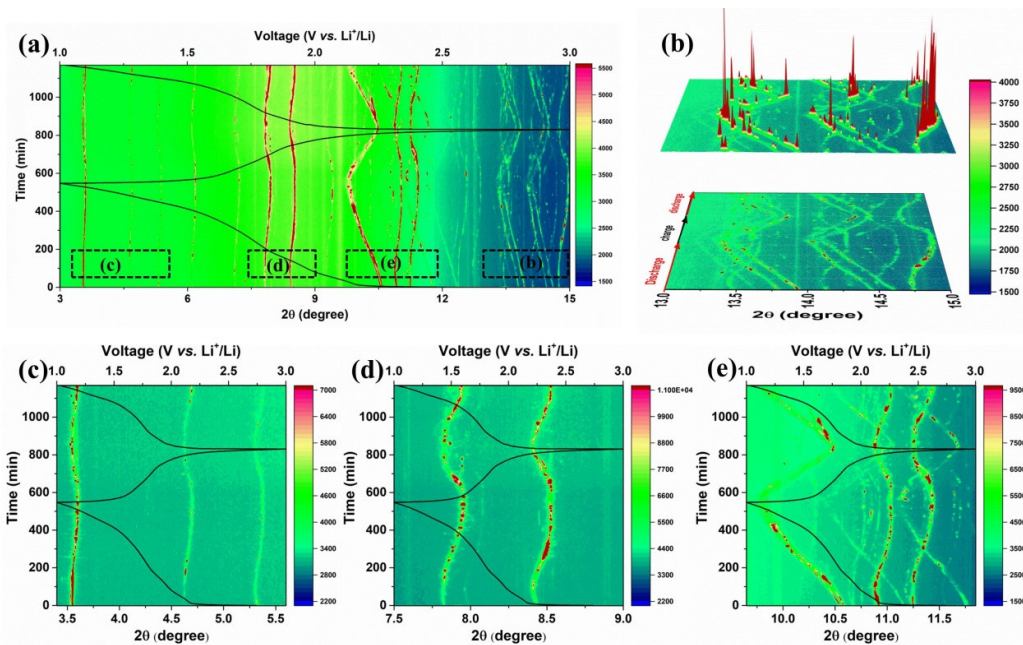 (a)
Voltage (V vs. Li⁺/Li)
1.0 1.5 2.0 2.5 3.0
Time (min)
1000
800
600
400
200
0
5500
5000
4500
4000
3500
3000
2500
2000
1500
(c) (d) (e) (b)
3 6 9 12 15
2θ (degree)
(b)
4000
3750
3500
3250
3000
2750
2500
2250
2000
1750
1500
discharge
charge
Discharge
13.0 13.5 14.0 14.5 15.0
2θ (degree)
(c)
Voltage (V vs. Li⁺/Li)
1.0 1.5 2.0 2.5 3.0
Time (min)
1000
800
600
400
200
0
7000
6400
5800
5200
4600
4000
3400
2800
2200
3.5 4.0 4.5 5.0 5.5
2θ (degree)
(d)
Voltage (V vs. Li⁺/Li)
1.0 1.5 2.0 2.5 3.0
Time (min)
1000
800
600
400
200
0
1.100E+04
9900
8800
7700
6600
5500
4400
3300
2200
7.5 8.0 8.5 9.0
2θ (degree)
(e)
Voltage (V vs. Li⁺/Li)
1.0 1.5 2.0 2.5 3.0
Time (min)
1000
800
600
400
200
0
9500
8500
7500
6500
5500
4500
3500
2500
1500
10.0 10.5 11.0 11.5
2θ (degree)